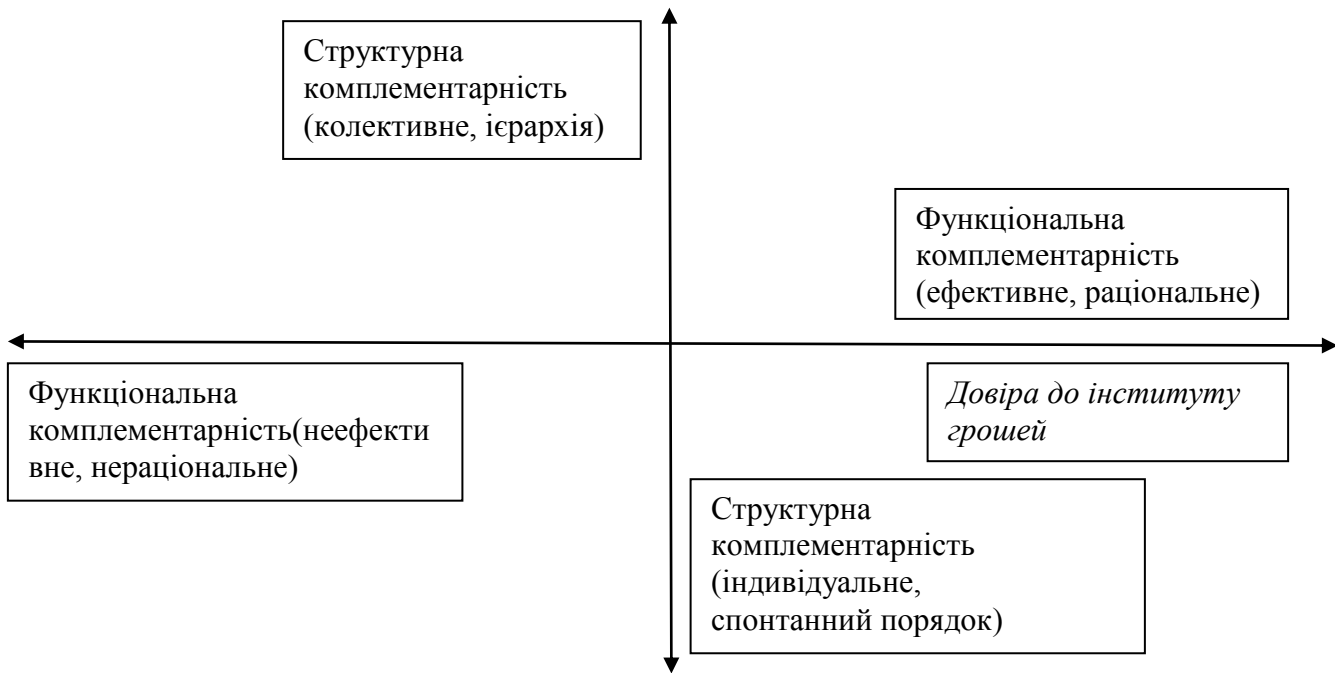 Структурна
комплементарність
(колективне, ієрархія)
Функціональна
комплементарність
(ефективне, раціональне)
Функціональна
комплементарність(неефекти
вне, нераціональне)
Довіра до інституту
грошей
Структурна
комплементарність
(індивідуальне,
спонтанний порядок)